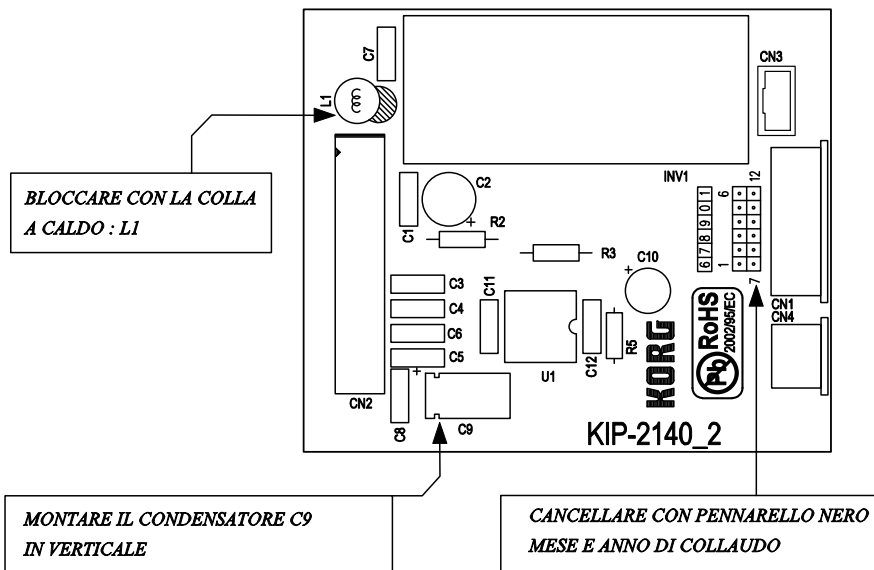 C7
CN3
L1
INV1
12
6
6 7 8 9 0 1
1
7
BLOCCARE CON LA COLLA
A CALDO : L1
C2
C1
R2
R3
C10
C3
C4
C6
C5
C11
C12
R5
U1
KORG
Pb RoHS
2002/95/EC
CN1
CN4
CN2
C8
C9
KIP-2140_2
MONTARE IL CONDENSATORE C9
IN VERTICALE
CANCELLARE CON PENNARELLO NERO
MESE E ANNO DI COLLAUDO